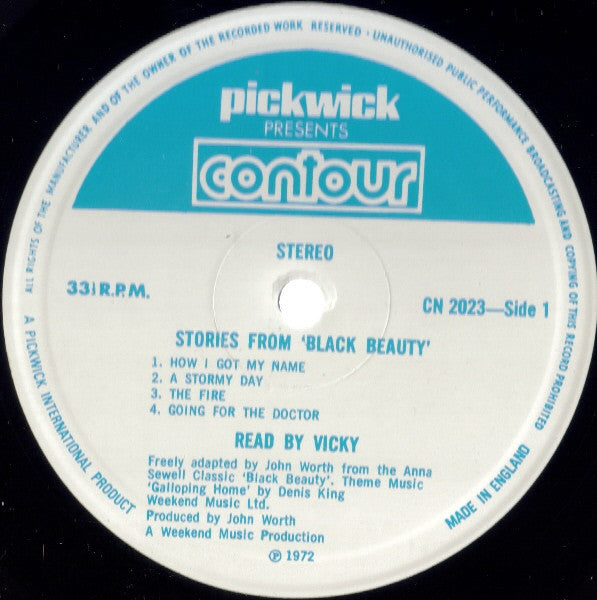 ALL RIGHTS OF THE MANUFACTURER AND OF THE OWNER OF THE RECORDED WORK RESERVED · UNAUTHORISED PUBLIC PERFORMANCE BROADCASTING AND COPYING OF THIS RECORD PROHIBITED
pickwick
PRESENTS
contour
STEREO
33⅓ R.P.M.
CN 2023—Side 1
STORIES FROM ‘BLACK BEAUTY’
1. HOW I GOT MY NAME
2. A STORMY DAY
3. THE FIRE
4. GOING FOR THE DOCTOR
READ BY VICKY
Freely adapted by John Worth from the Anna
Sewell Classic ‘Black Beauty’. Theme Music
‘Galloping Home’ by Denis King
Weekend Music Ltd.
Produced by John Worth
A Weekend Music Production
℗ 1972
A PICKWICK INTERNATIONAL PRODUCT
MADE IN ENGLAND